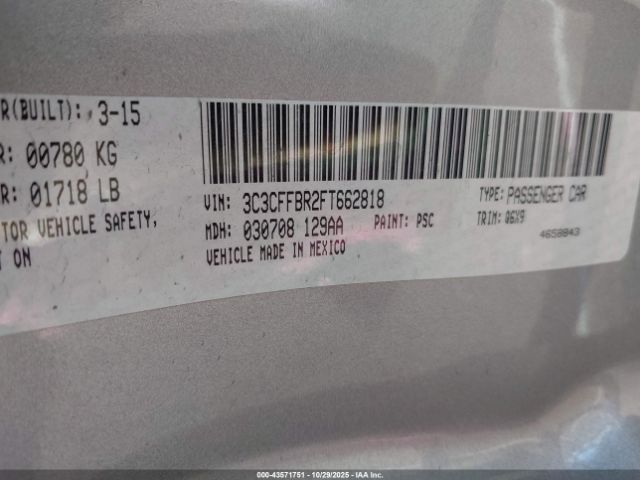 R(BUILT): 3-15
R: 00780 KG
R: 01718 LB
TOR VEHICLE SAFETY,
T ON
VIN: 3C3CFFBR2FT662818
TYPE: PASSENGER CAR
MDH: 030708 129AA PAINT: PSC TRIM: Q6X9
VEHICLE MADE IN MEXICO
4658843
000-43571751 | 10/29/2025 | IAA Inc.